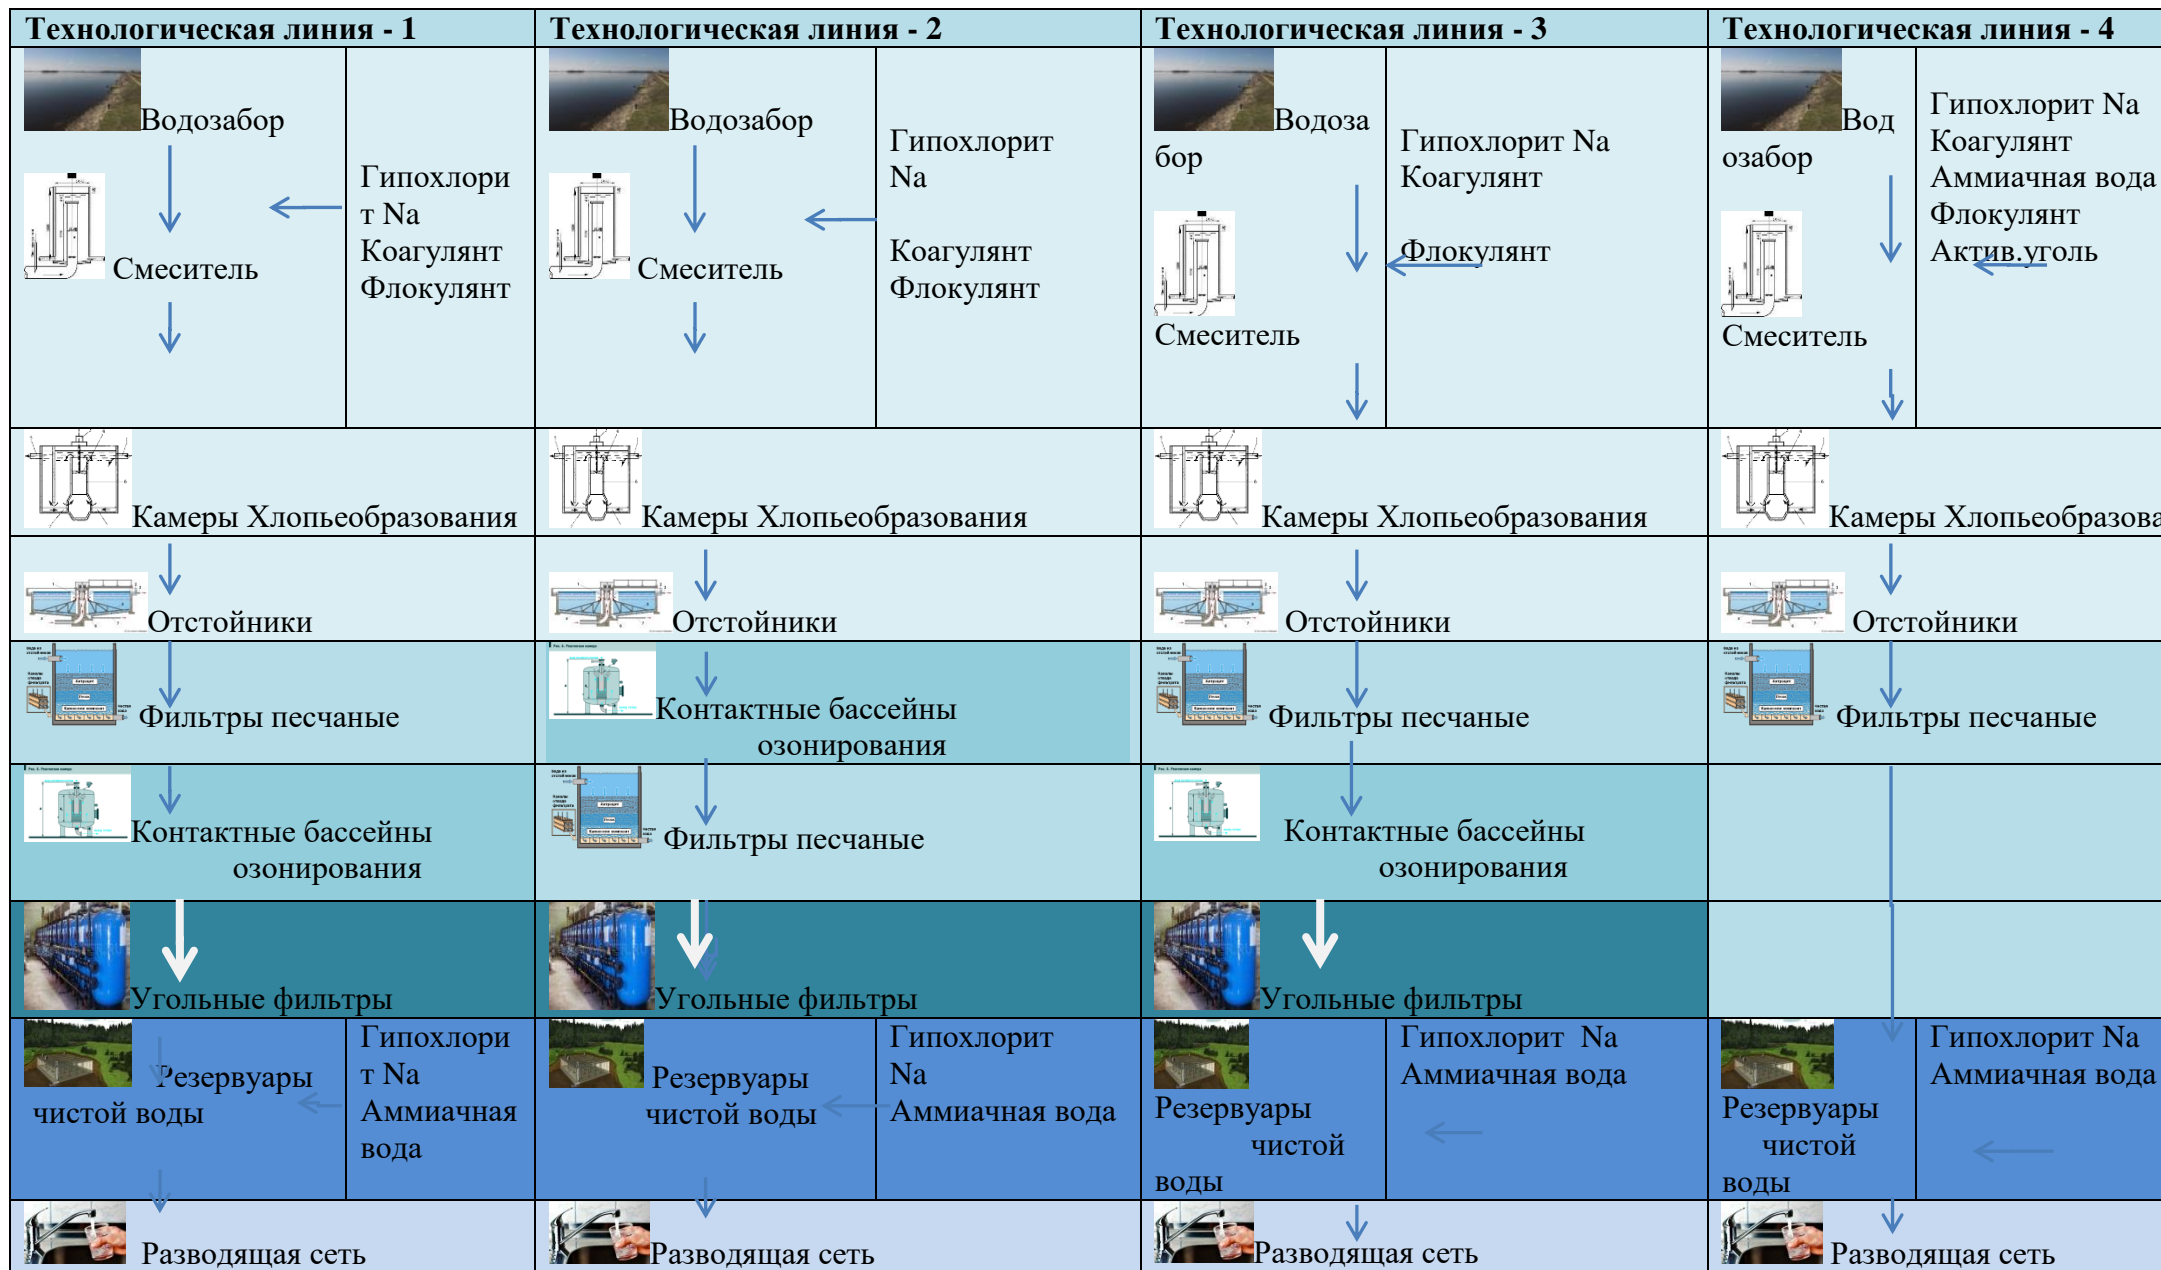 Технологическая линия - 1
Технологическая линия - 2
Технологическая линия - 3
Технологическая линия - 4
Водозабор
Гипохлори
т Na
Коагулянт
Флокулянт
Смеситель
Водозабор
Гипохлорит
Na
Коагулянт
Флокулянт
Смеситель
Водоза
бор
Гипохлорит Na
Коагулянт
Флокулянт
Смеситель
Вод
озабор
Гипохлорит Na
Коагулянт
Аммиачная вода
Флокулянт
Актив.уголь
Смеситель
Камеры Хлопьеобразования
Камеры Хлопьеобразования
Камеры Хлопьеобразования
Камеры Хлопьеобразова
Отстойники
Отстойники
Отстойники
Отстойники
Фильтры песчаные
Контактные бассейны
озонирования
Фильтры песчаные
Фильтры песчаные
Контактные бассейны
озонирования
Фильтры песчаные
Контактные бассейны
озонирования
Угольные фильтры
Угольные фильтры
Угольные фильтры
Резервуары
чистой воды
Гипохлори
т Na
Аммиачная
вода
Резервуары
чистой воды
Гипохлорит
Na
Аммиачная вода
Резервуары
чистой
воды
Гипохлорит Na
Аммиачная вода
Резервуары
чистой
воды
Гипохлорит Na
Аммиачная вода
Разводящая сеть
Разводящая сеть
Разводящая сеть
Разводящая сеть